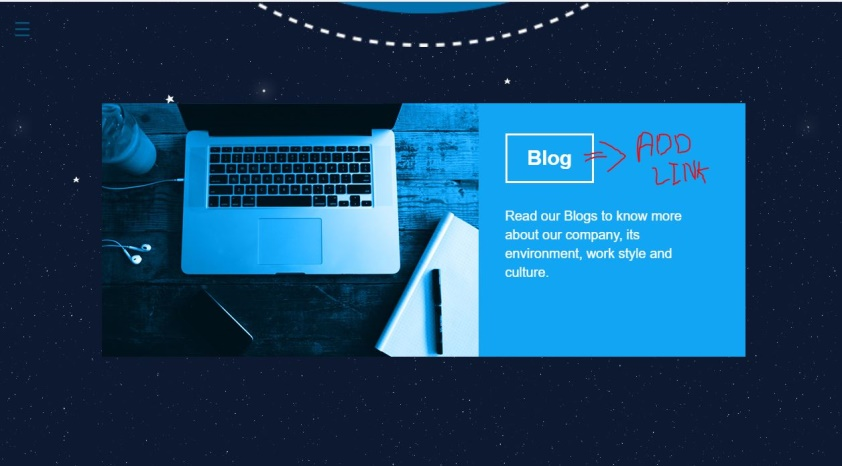 Blog
ADD
LINK
Read our Blogs to know more
about our company, its
environment, work style and
culture.